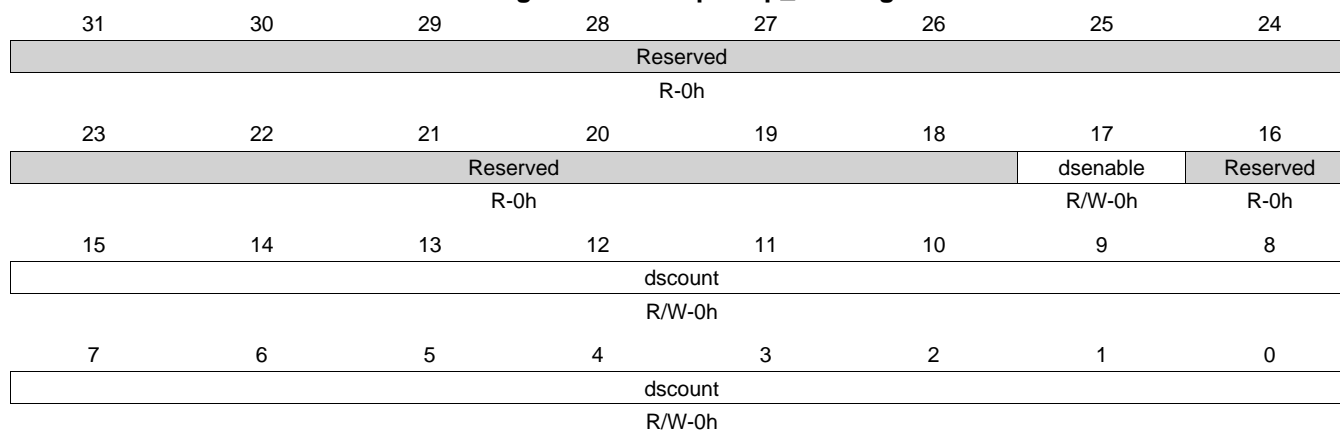 31 30 29 28 27 26 25 24
Reserved
R-0h
23 22 21 20 19 18 17 16
Reserved dsenable Reserved
R-0h R/W-0h R-0h
15 14 13 12 11 10 9 8
dscount
R/W-0h
7 6 5 4 3 2 1 0
dscount
R/W-0h